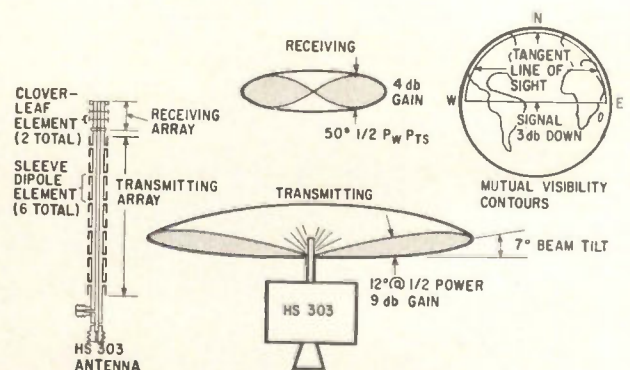 CLOVER-
LEAF
ELEMENT
(2 TOTAL)
RECEIVING
ARRAY
SLEEVE
DIPOLE
ELEMENT
(6 TOTAL)
TRANSMITTING
ARRAY
HS 303
ANTENNA
RECEIVING
4 db
GAIN
50° 1/2 PW PTS
TRANSMITTING
7° BEAM TILT
12° @ 1/2 POWER
9 db GAIN
HS 303
N
TANGENT
LINE OF
SIGHT
W
E
SIGNAL
3 db DOWN
MUTUAL VISIBILITY
CONTOURS